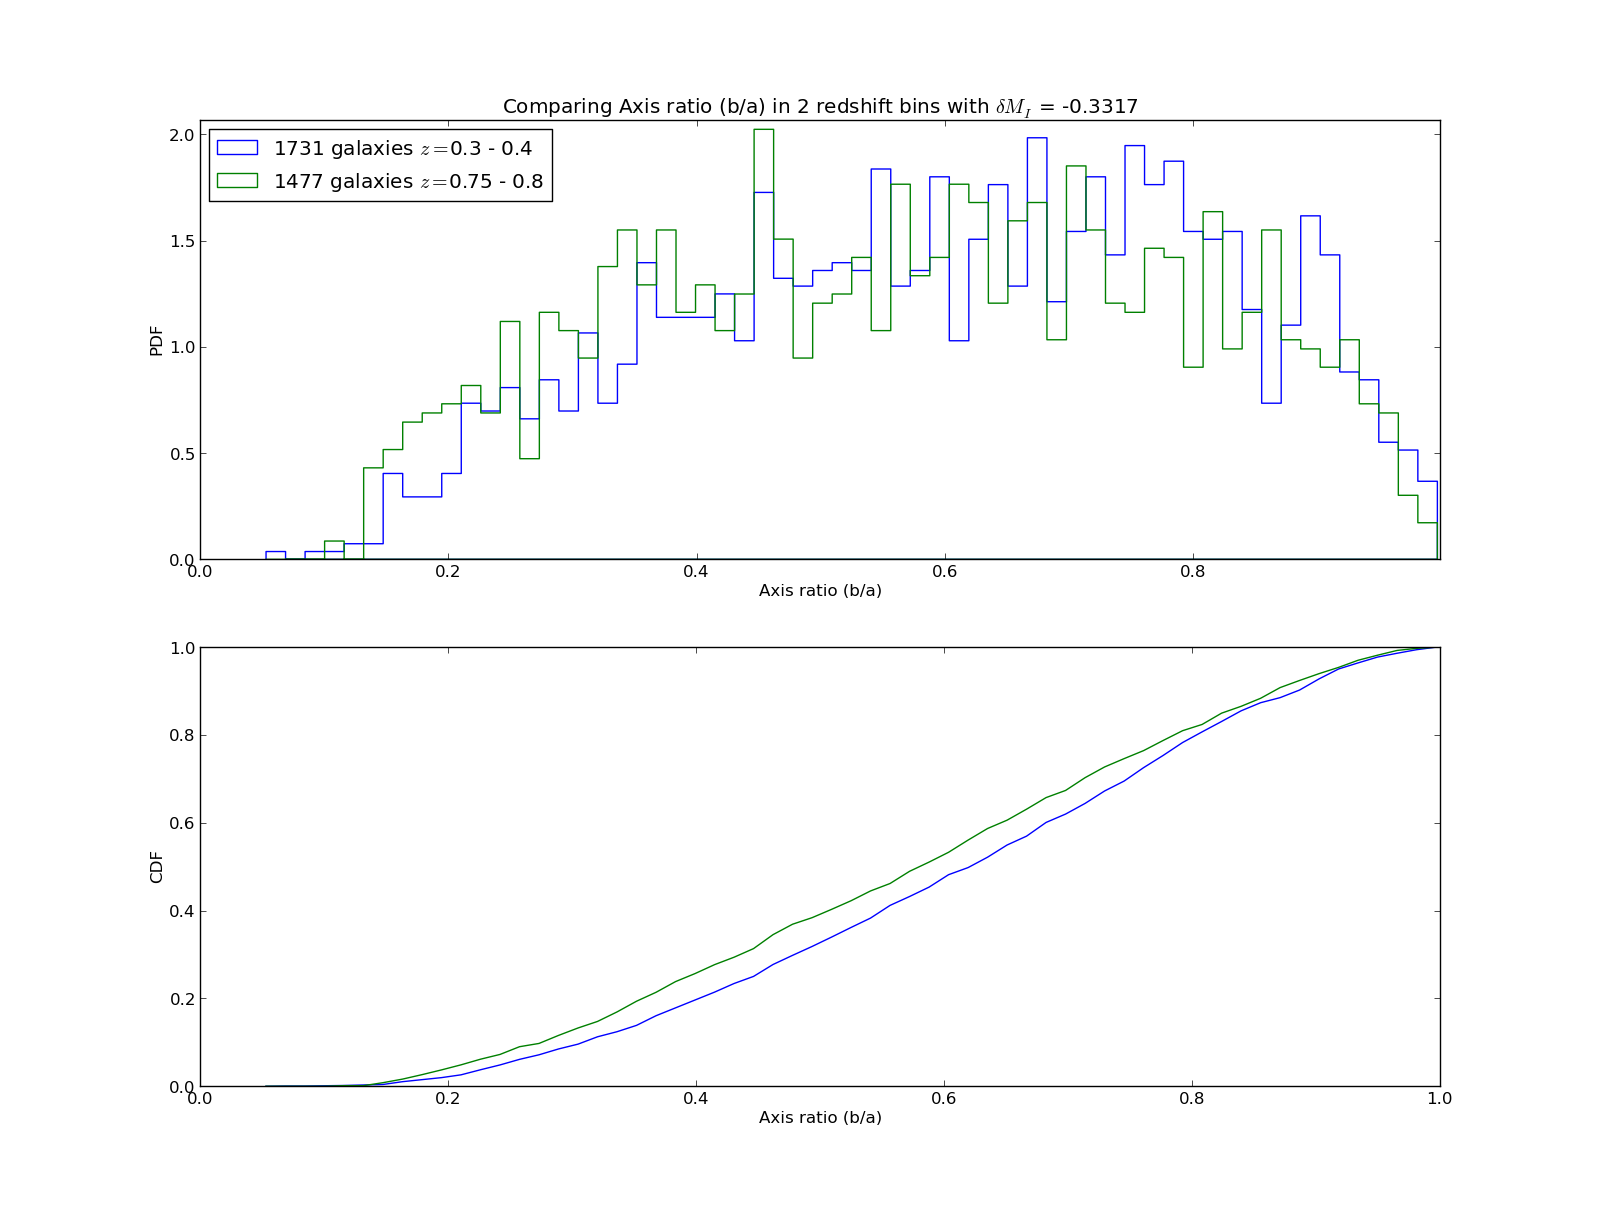 Comparing Axis ratio (b/a) in 2 redshift bins with δM_I = -0.3317
2.0
1731 galaxies z=0.3 - 0.4
1477 galaxies z=0.75 - 0.8
1.5
PDF
1.0
0.5
0.0
0.0 0.2 0.4 0.6 0.8
Axis ratio (b/a)
1.0
0.8
CDF
0.6
0.4
0.2
0.0
0.0 0.2 0.4 0.6 0.8 1.0
Axis ratio (b/a)